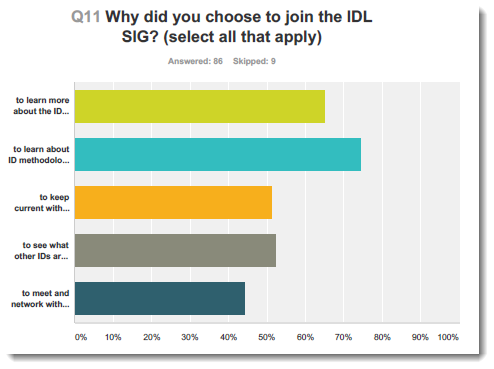 Q11 Why did you choose to join the IDL
SIG? (select all that apply)
Answered: 86 Skipped: 9
to learn more
about the ID...
to learn about
ID methodolo...
to keep
current with...
to see what
other IDs ar...
to meet and
network with...
0% 10% 20% 30% 40% 50% 60% 70% 80% 90% 100%